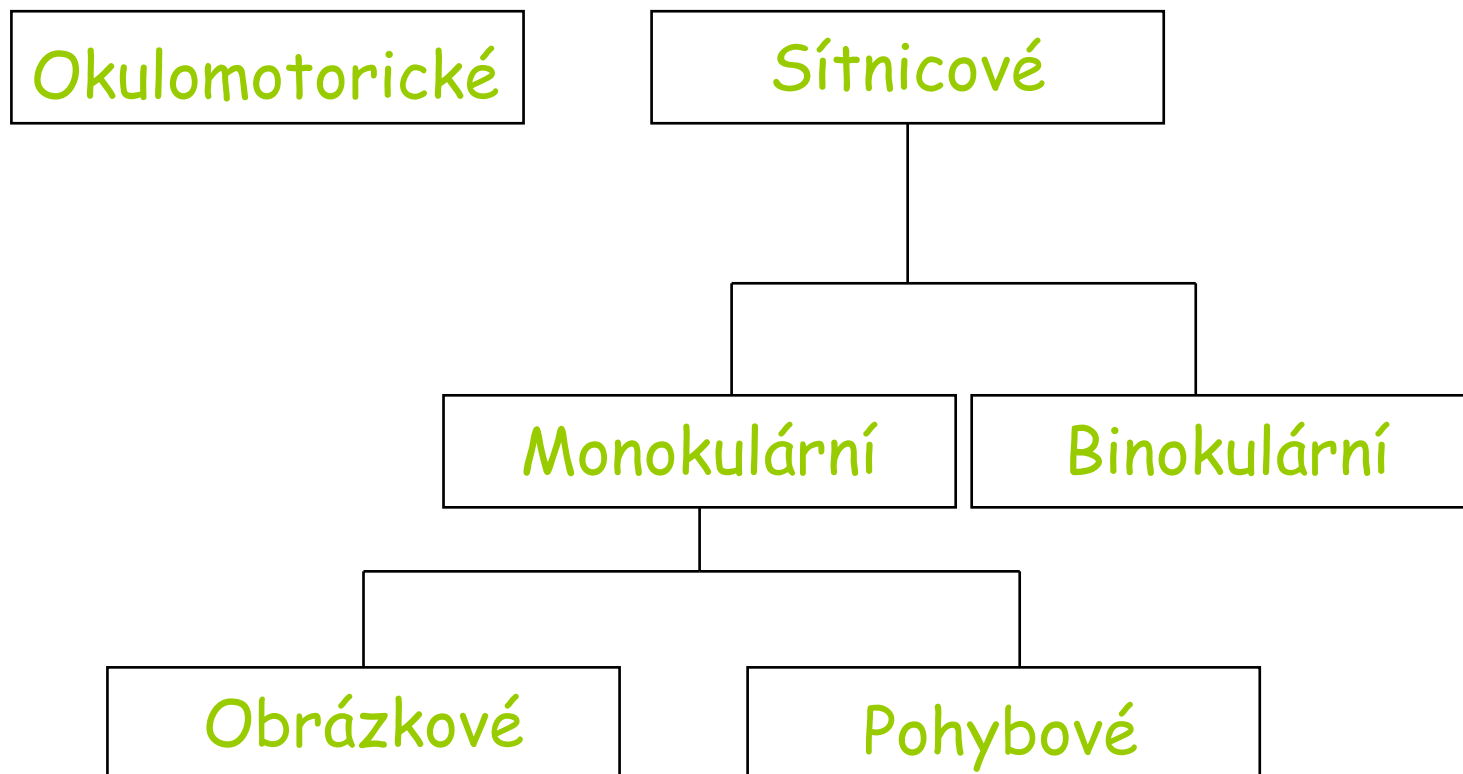 Okulomotorické
Sítnicové
Monokulární
Binokulární
Obrázkové
Pohybové